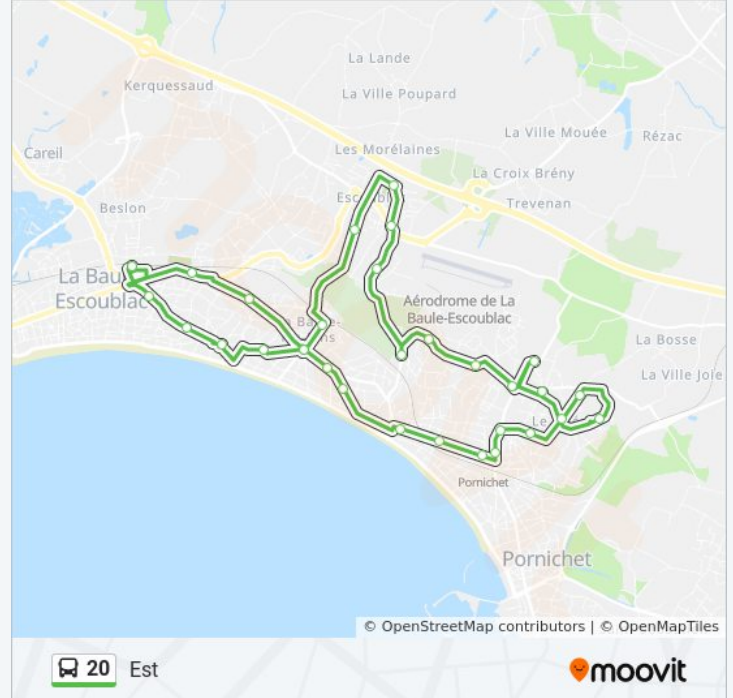 La Lande
Kerquessaud
La Ville Poupard
La Ville Mouée
Rézac
Careil
Les Morélaines
La Croix Brény
Trevenan
Beslon
La
Escoublac
Aérodrome de La
Baule-Escoublac
La Bosse
La Ville Joie
Pornichet
Pornichet
© OpenStreetMap contributors | © OpenMapTiles
20 Est
moovit